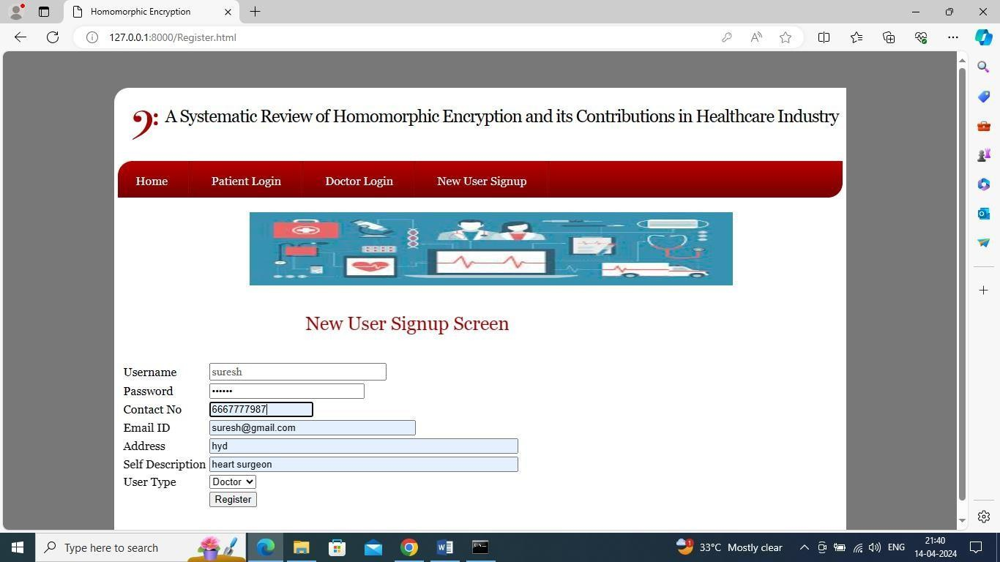 Homomorphic Encryption
127.0.0.1:8000/Register.html
A Systematic Review of Homomorphic Encryption and its Contributions in Healthcare Industry
Home Patient Login Doctor Login New User Signup
New User Signup Screen
Username suresh
Password ••••••
Contact No 6667777987
Email ID suresh@gmail.com
Address hyd
Self Description heart surgeon
User Type Doctor
Register
Type here to search
33°C Mostly clear
ENG
21:40
14-04-2024